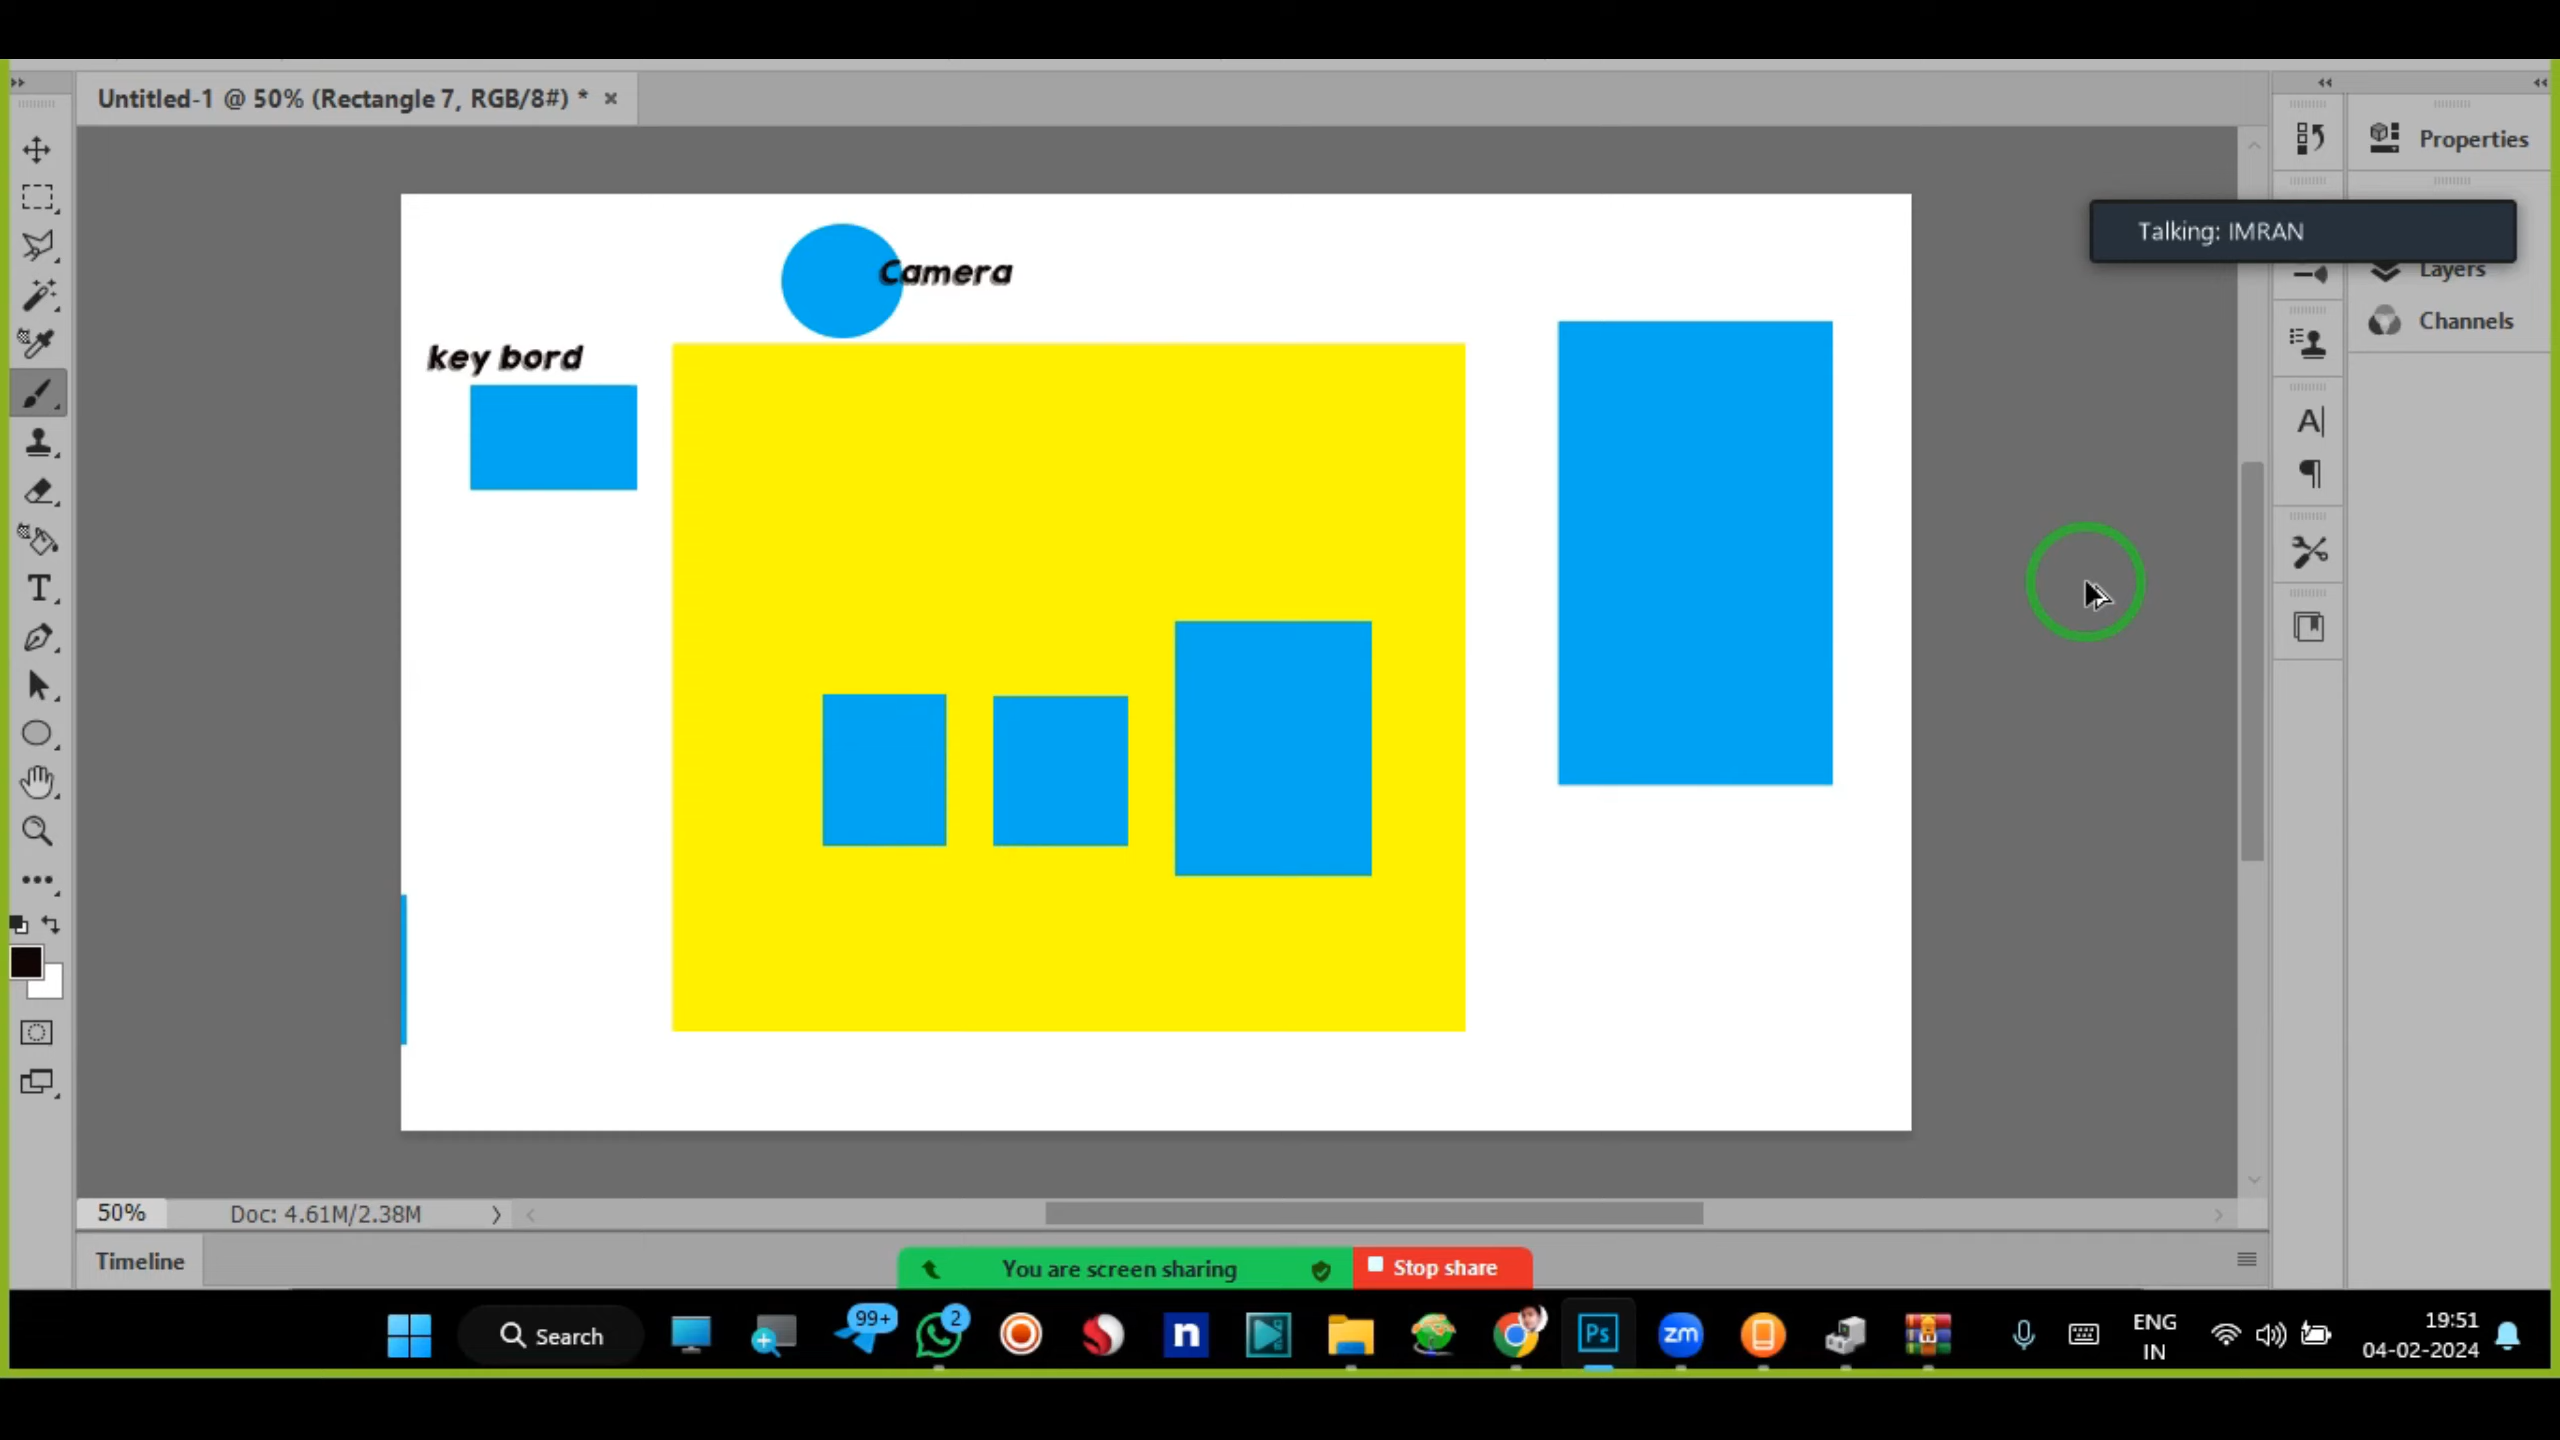 Untitled-1 @ 50% (Rectangle 7, RGB/8#) * ×
Properties
Talking: IMRAN
Layers
Channels
Camera
key bord
A
T
50%
Doc: 4.61M/2.38M
Timeline
You are screen sharing
Stop share
Search
99+
2
n
Ps
zm
ENG
IN
19:51
04-02-2024